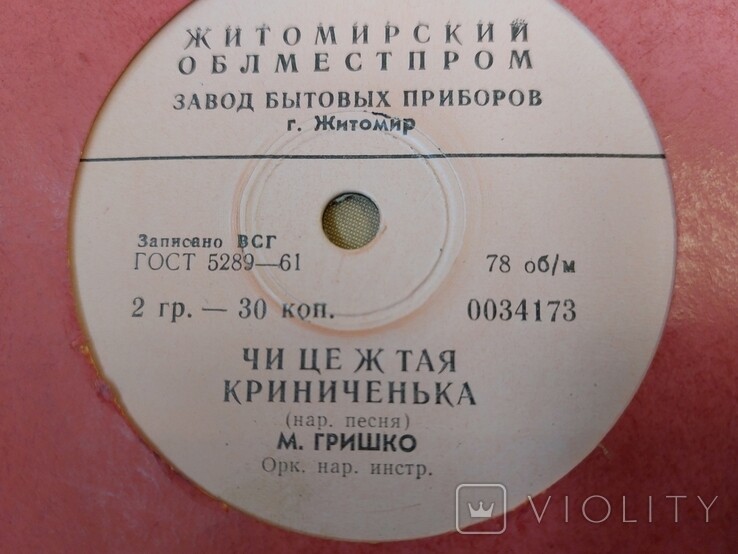 ЖИТОМИРСКИЙ
ОБЛМЕСТПРОМ
ЗАВОД БЫТОВЫХ ПРИБОРОВ
г. Житомир
Записано ВСГ
ГОСТ 5289—61
78 об/м
2 гр. — 30 коп.
0034173
ЧИ ЦЕ Ж ТАЯ
КРИНИЧЕНЬКА
(нар. песня)
М. ГРИШКО
Орк. нар. инстр.
VIOLITY